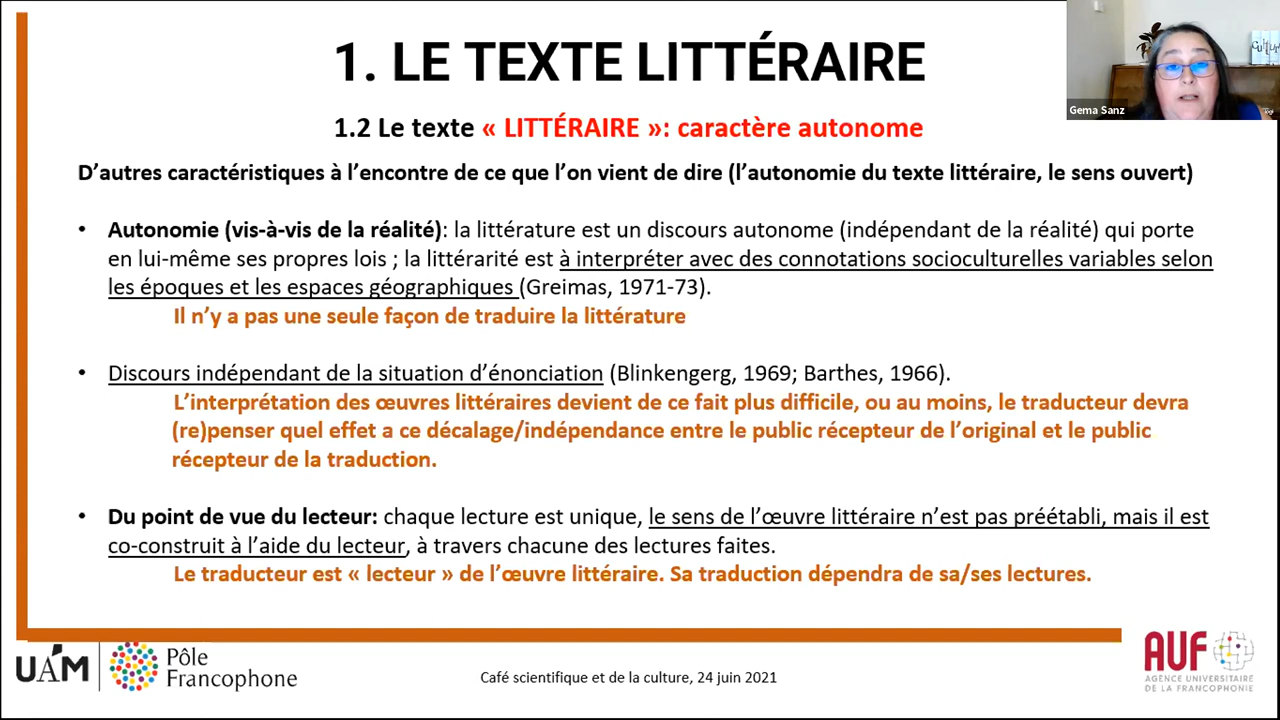 1. LE TEXTE LITTÉRAIRE
Gema Sanz
1.2 Le texte « LITTÉRAIRE »: caractère autonome
D’autres caractéristiques à l’encontre de ce que l’on vient de dire (l’autonomie du texte littéraire, le sens ouvert)
• Autonomie (vis-à-vis de la réalité): la littérature est un discours autonome (indépendant de la réalité) qui porte
en lui-même ses propres lois ; la littérarité est à interpréter avec des connotations socioculturelles variables selon
les époques et les espaces géographiques (Greimas, 1971-73).
Il n’y a pas une seule façon de traduire la littérature
• Discours indépendant de la situation d’énonciation (Blinkengerg, 1969; Barthes, 1966).
L’interprétation des œuvres littéraires devient de ce fait plus difficile, ou au moins, le traducteur devra
(re)penser quel effet a ce décalage/indépendance entre le public récepteur de l’original et le public
récepteur de la traduction.
• Du point de vue du lecteur: chaque lecture est unique, le sens de l’œuvre littéraire n’est pas préétabli, mais il est
co-construit à l’aide du lecteur, à travers chacune des lectures faites.
Le traducteur est « lecteur » de l’œuvre littéraire. Sa traduction dépendra de sa/ses lectures.
UAM
Pôle
Francophone
Café scientifique et de la culture, 24 juin 2021
AUF
AGENCE UNIVERSITAIRE
DE LA FRANCOPHONIE